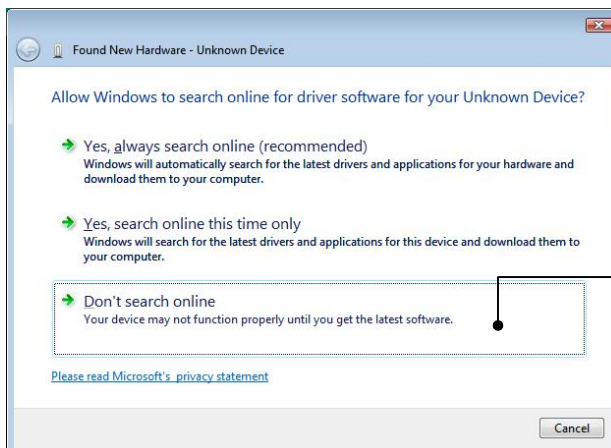 Found New Hardware - Unknown Device
Allow Windows to search online for driver software for your Unknown Device?
Yes, always search online (recommended)
Windows will automatically search for the latest drivers and applications for your hardware and
download them to your computer.
Yes, search online this time only
Windows will search for the latest drivers and applications for this device and download them to
your computer.
Don't search online
Your device may not function properly until you get the latest software.
Please read Microsoft's privacy statement
Cancel